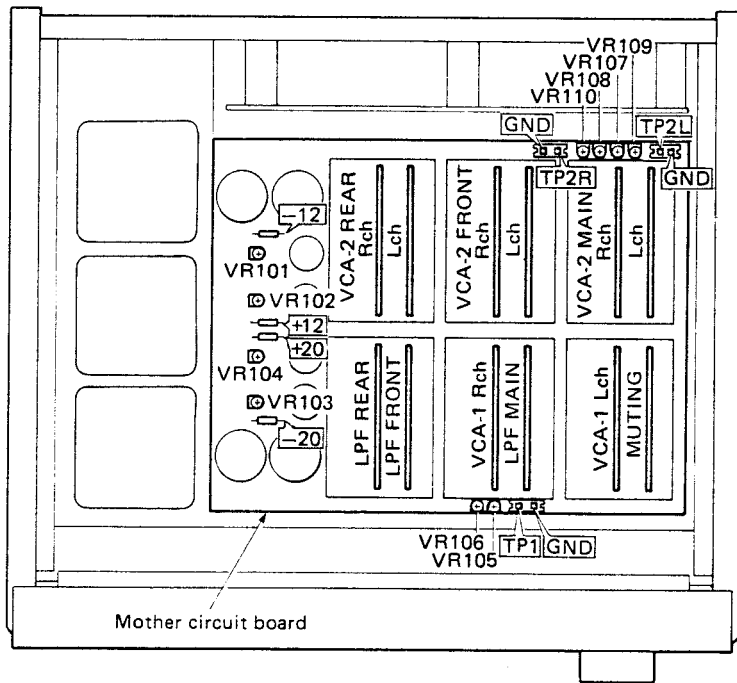 VR109
VR107
VR108
VR110
GND
TP2L
TP2R
GND
−12
VR101
VR102
+12
+20
VR104
VR103
−20
VCA-2 REAR
Rch
Lch
VCA-2 FRONT
Rch
Lch
VCA-2 MAIN
Rch
Lch
LPF REAR
LPF FRONT
VCA-1 Rch
LPF MAIN
VCA-1 Lch
MUTING
VR106
VR105
TP1
GND
Mother circuit board